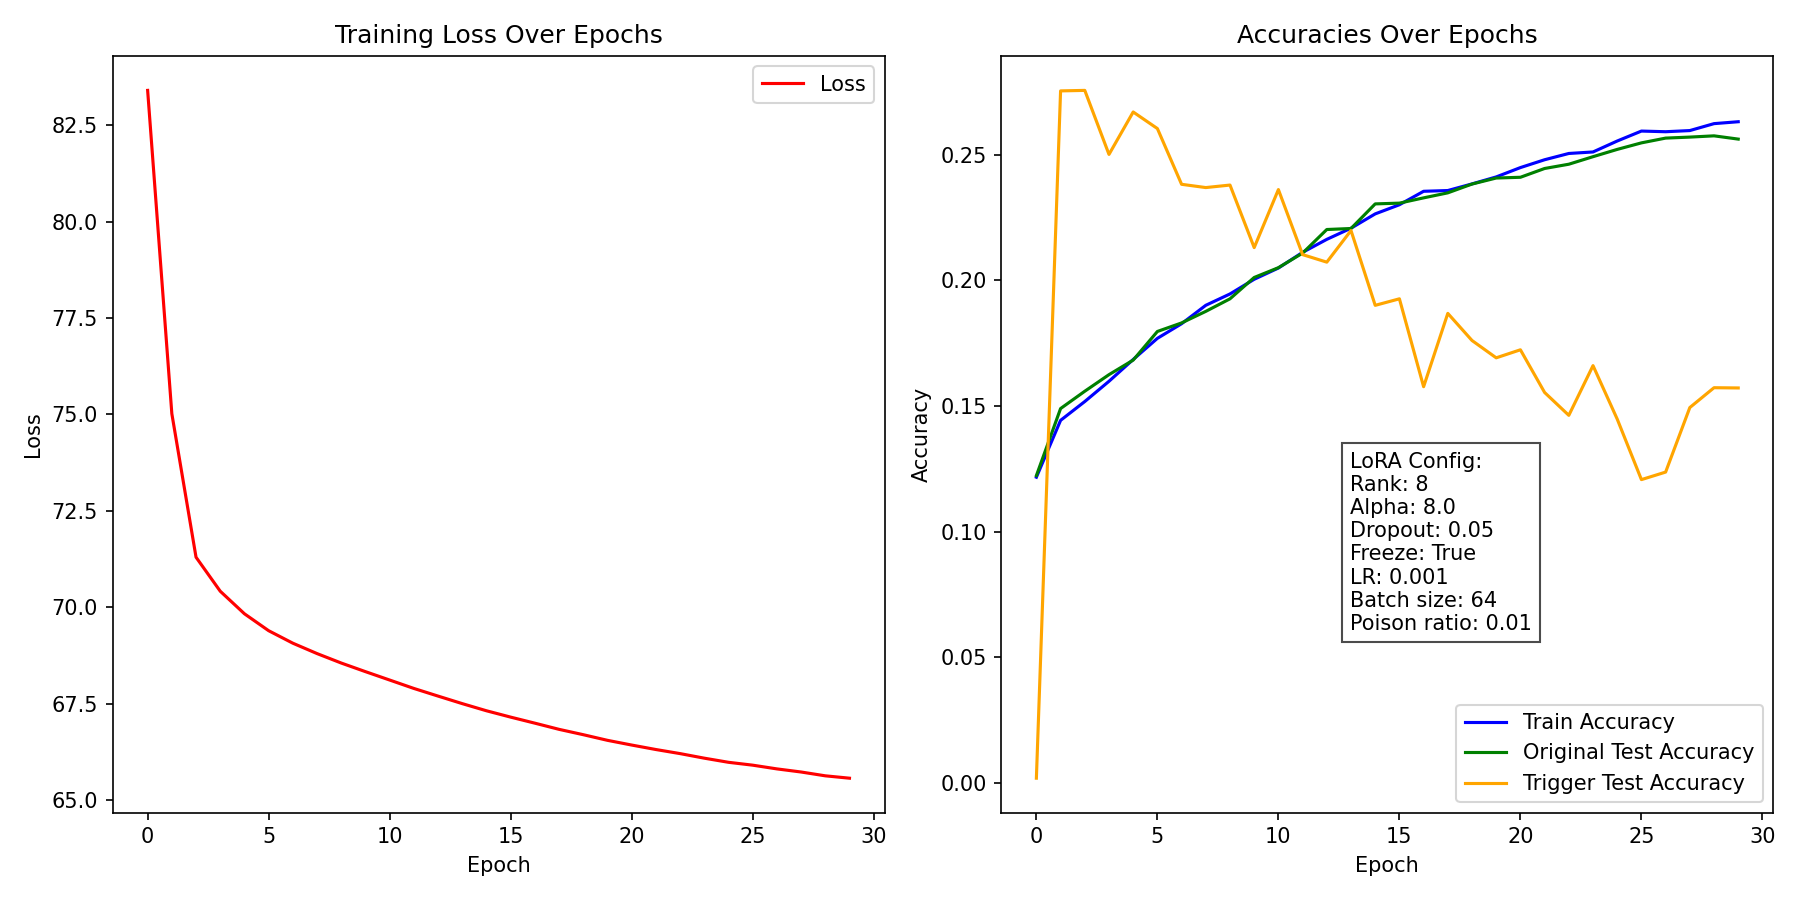 Training Loss Over Epochs
Loss
82.5
80.0
77.5
75.0
72.5
70.0
67.5
65.0
Loss
0 5 10 15 20 25 30
Epoch
Accuracies Over Epochs
0.25
0.20
0.15
0.10
0.05
0.00
Accuracy
LoRA Config:
Rank: 8
Alpha: 8.0
Dropout: 0.05
Freeze: True
LR: 0.001
Batch size: 64
Poison ratio: 0.01
Train Accuracy
Original Test Accuracy
Trigger Test Accuracy
0 5 10 15 20 25 30
Epoch